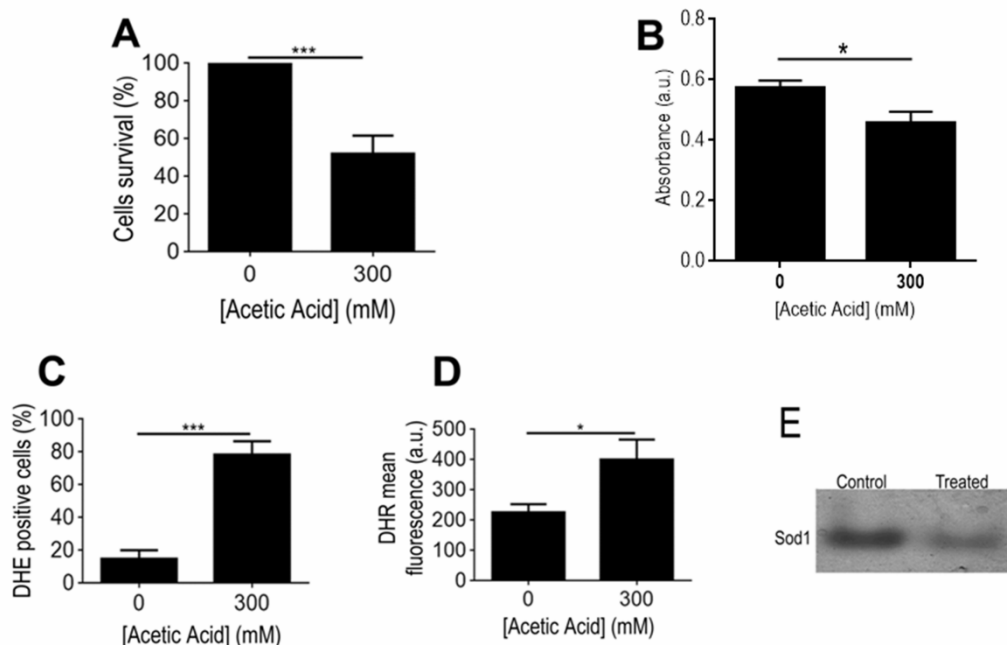 A
***
Cells survival (%)
100
80
60
40
20
0
0 300
[Acetic Acid] (mM)
B
*
Absorbance (a.u.)
0.8
0.6
0.4
0.2
0.0
0 300
[Acetic Acid] (mM)
C
***
DHE positive cells (%)
100
80
60
40
20
0
0 300
[Acetic Acid] (mM)
D
*
DHR mean
fluorescence (a.u.)
500
400
300
200
100
0
0 300
[Acetic Acid] (mM)
E
Control Treated
Sod1